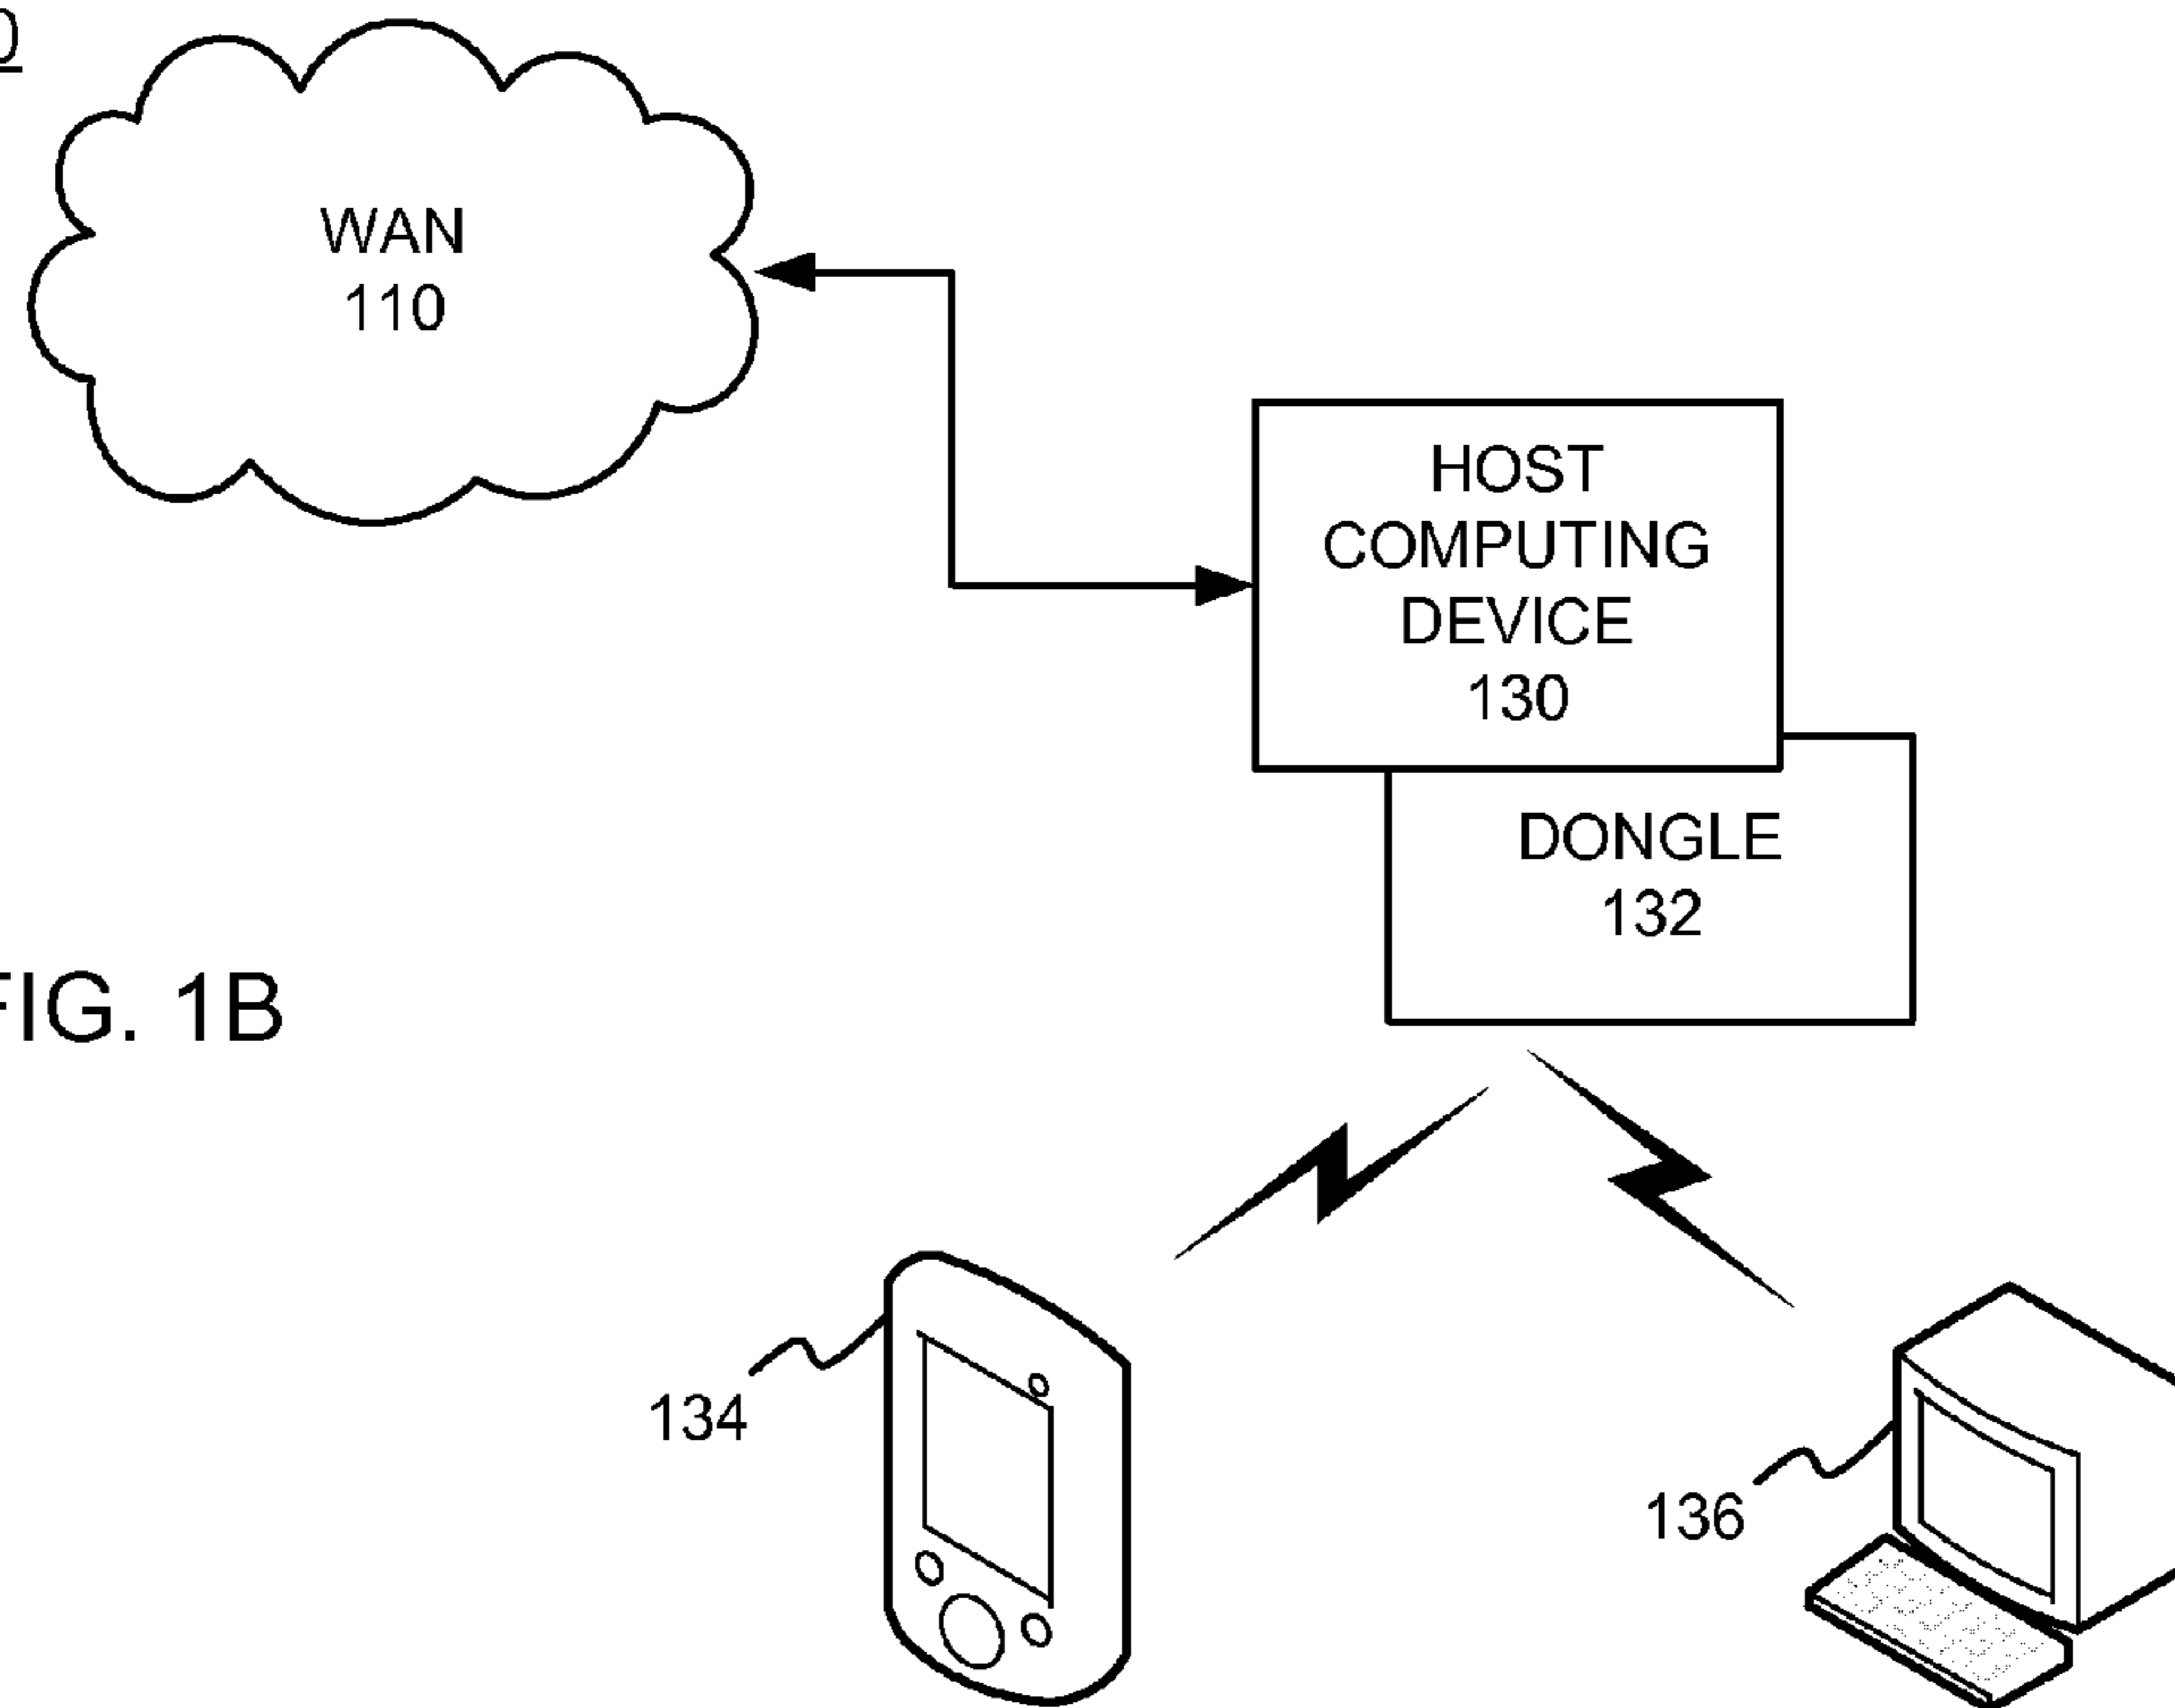 WAN
110
HOST
COMPUTING
DEVICE
130
DONGLE
132
FIG. 1B
134
136